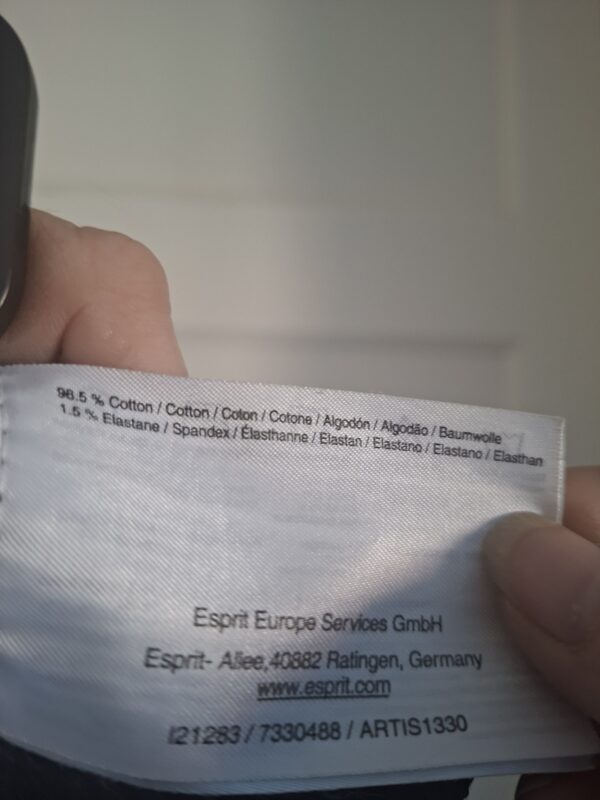 98.5 % Cotton / Cotton / Coton / Cotone / Algodón / Algodão / Baumwolle
1.5 % Elastane / Spandex / Élasthanne / Elastan / Elastano / Elastano / Elasthan
Esprit Europe Services GmbH
Esprit- Allee,40882 Ratingen, Germany
www.esprit.com
I21283 / 7330488 / ARTIS1330